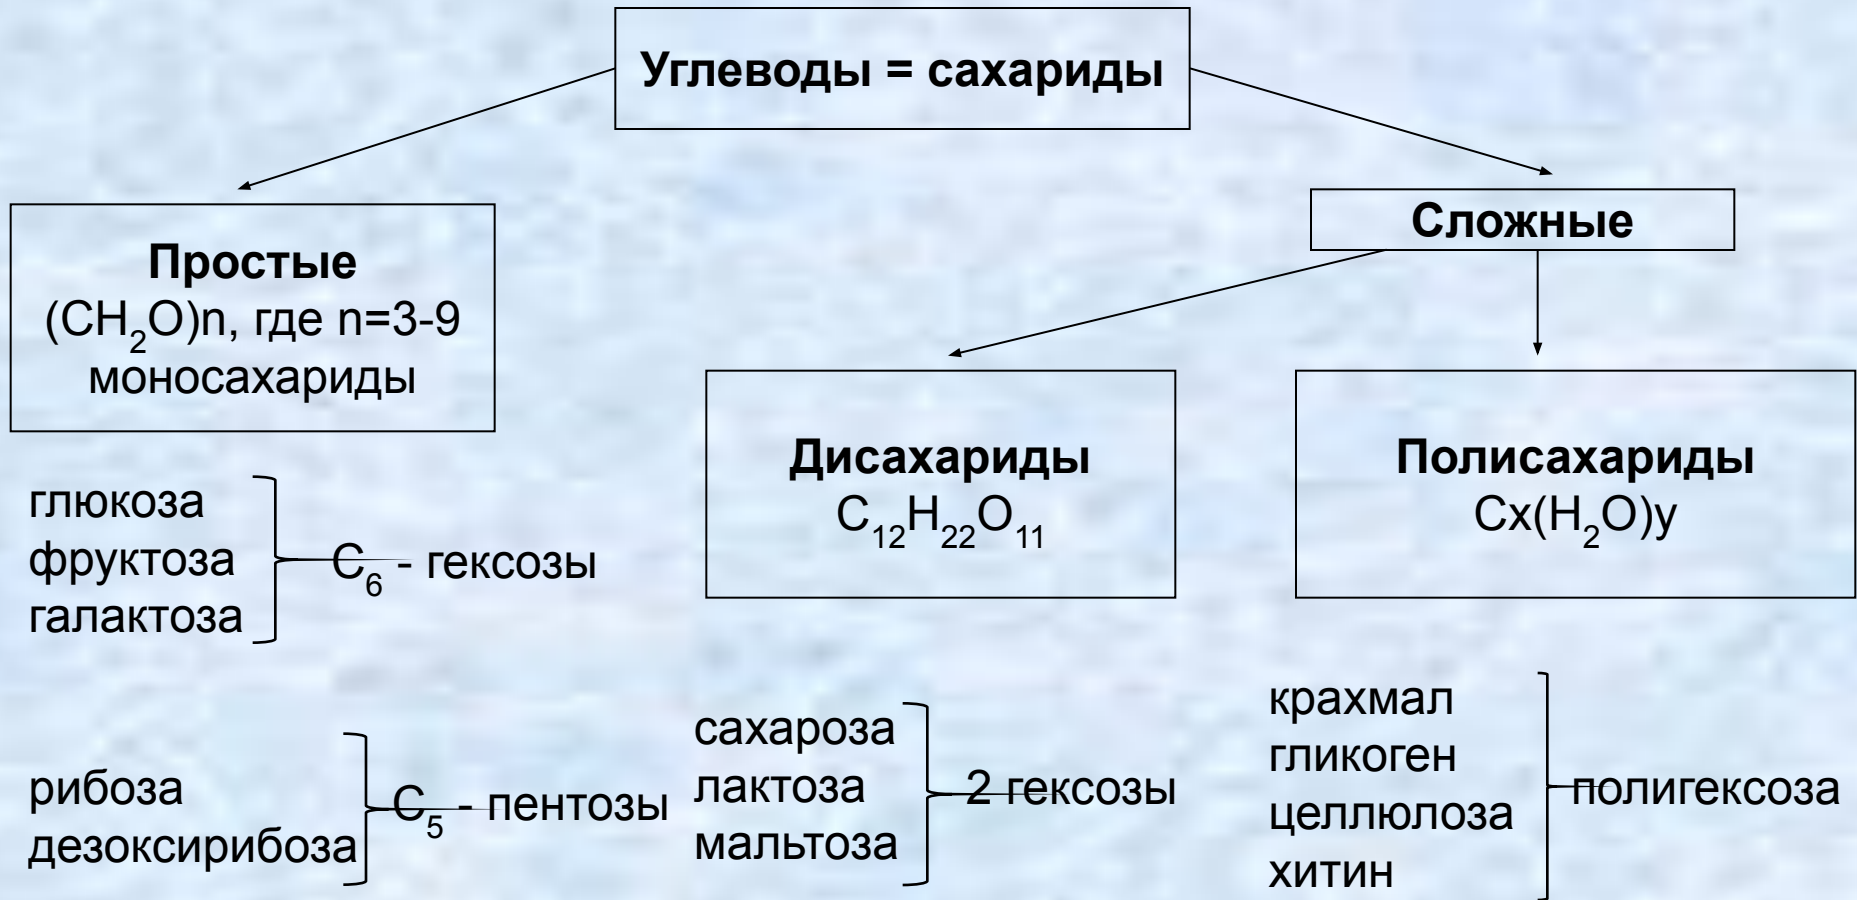 Углеводы = сахариды
Простые
(CH₂O)n, где n=3-9
моносахариды
Сложные
Дисахариды
C₁₂H₂₂O₁₁
Полисахариды
Cx(H₂O)y
глюкоза
фруктоза
галактоза
C₆ - гексозы
рибоза
дезоксирибоза
C₅ - пентозы
сахароза
лактоза
мальтоза
2 гексозы
крахмал
гликоген
целлюлоза
хитин
полигексоза